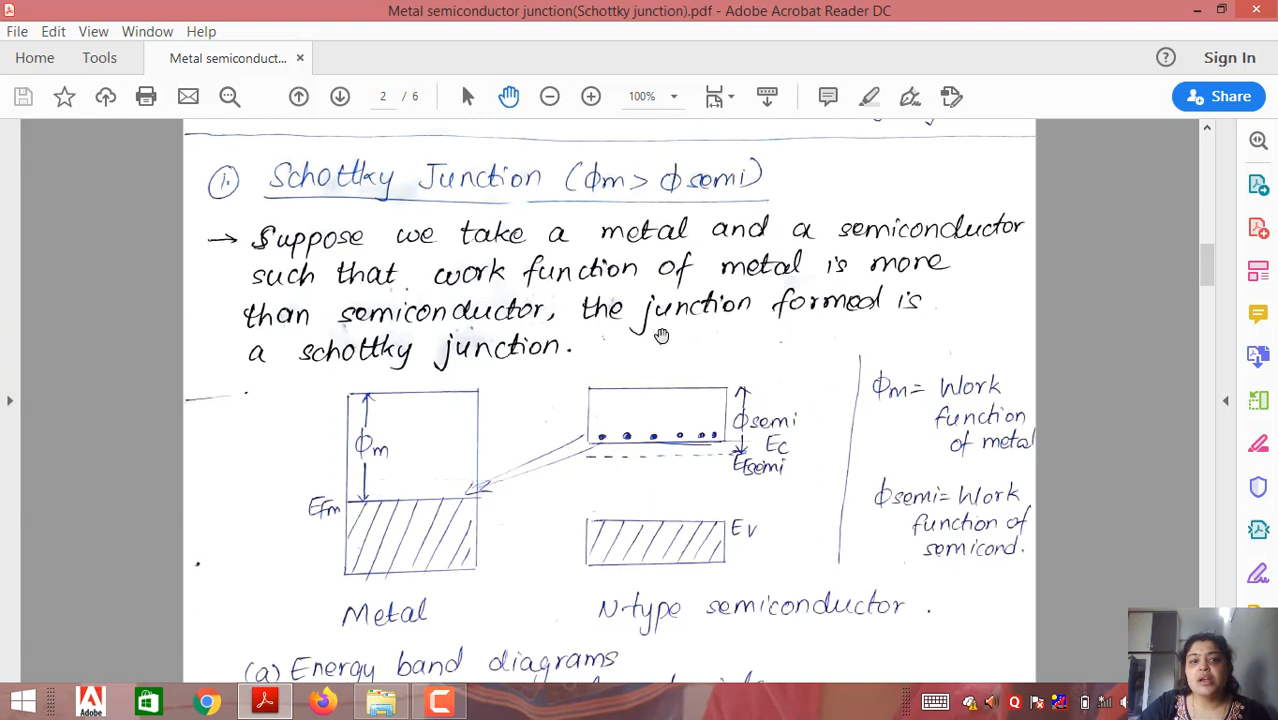 Metal semiconductor junction(Schottky junction).pdf - Adobe Acrobat Reader DC
File Edit View Window Help
Home Tools Metal semiconduct... × Sign In
2 / 6 100% Share
1. Schottky Junction (Φm > Φsemi)
→ Suppose we take a metal and a semiconductor
such that work function of metal is more
than semiconductor, the junction formed is
a schottky junction.
Φm
Efm
Φsemi
Ec
Efsemi
Ev
Φm = Work
function
of metal
Φsemi = Work
function of
semicond.
Metal
N-type semiconductor.
(a) Energy band diagrams
Adobe